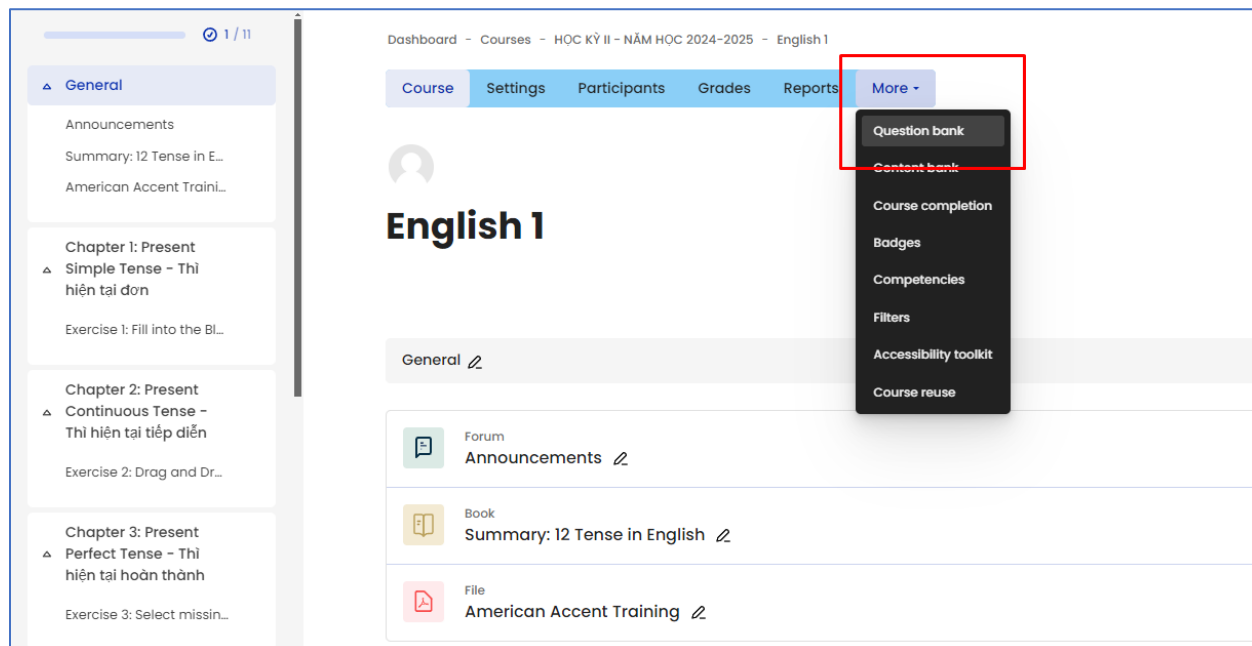 1 / 11
General
Announcements
Summary: 12 Tense in E...
American Accent Traini...
Chapter 1: Present
Simple Tense - Thì
hiện tại đơn
Exercise 1: Fill into the Bl...
Chapter 2: Present
Continuous Tense -
Thì hiện tại tiếp diễn
Exercise 2: Drag and Dr...
Chapter 3: Present
Perfect Tense - Thì
hiện tại hoàn thành
Exercise 3: Select missin...
Dashboard - Courses - HỌC KỲ II - NĂM HỌC 2024-2025 - English 1
Course Settings Participants Grades Reports More
Question bank
Content bank
Course completion
Badges
Competencies
Filters
Accessibility toolkit
Course reuse
English 1
General
Forum
Announcements
Book
Summary: 12 Tense in English
File
American Accent Training